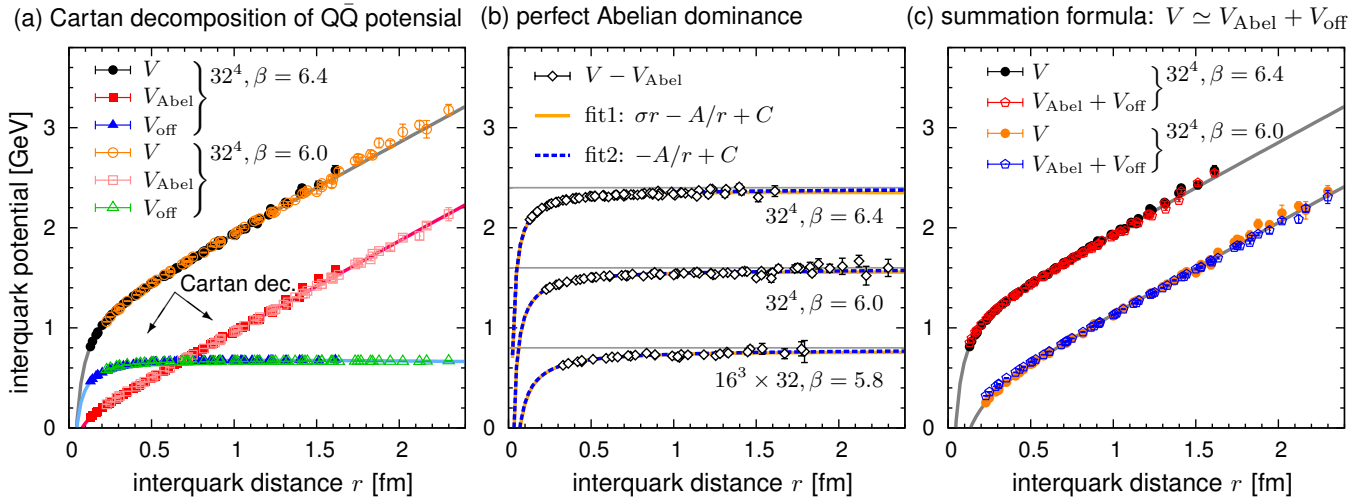 (a) Cartan decomposition of QQ̄ potensial
3
2
1
0
interquark potential [GeV]
V
V_Abel
V_off
32⁴, β = 6.4
V
V_Abel
V_off
32⁴, β = 6.0
Cartan dec.
0 0.5 1 1.5 2
interquark distance r [fm]
(b) perfect Abelian dominance
3
2
1
0
V − V_Abel
fit1: σr − A/r + C
fit2: −A/r + C
32⁴, β = 6.4
32⁴, β = 6.0
16³ × 32, β = 5.8
0 0.5 1 1.5 2
interquark distance r [fm]
(c) summation formula: V ≃ V_Abel + V_off
3
2
1
0
V
V_Abel + V_off
32⁴, β = 6.4
V
V_Abel + V_off
32⁴, β = 6.0
0 0.5 1 1.5 2
interquark distance r [fm]